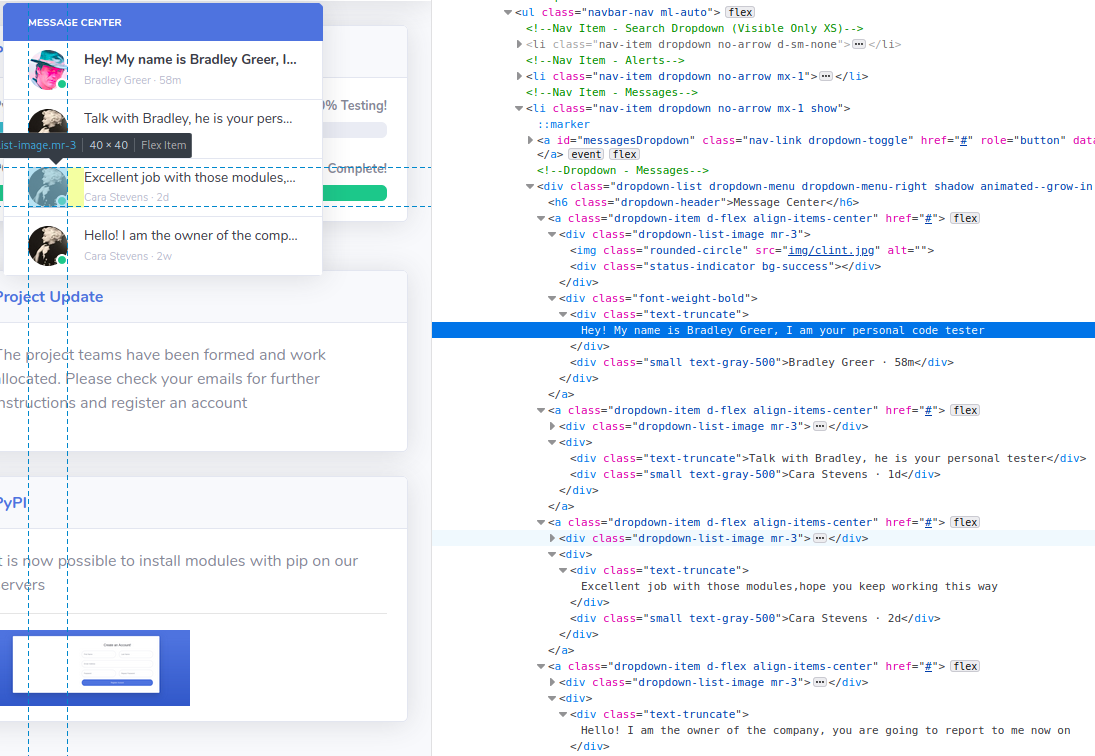 MESSAGE CENTER
Hey! My name is Bradley Greer, I...
Bradley Greer · 58m
Talk with Bradley, he is your pers...
0% Testing!
list-image.mr-3 | 40 × 40 | Flex Item
Complete!
Excellent job with those modules,...
Cara Stevens · 2d
Hello! I am the owner of the comp...
Cara Stevens · 2w
Project Update
The project teams have been formed and work
allocated. Please check your emails for further
instructions and register an account
PyPI
t is now possible to install modules with pip on our
servers
Create an Account!
<ul class="navbar-nav ml-auto"> flex
<!--Nav Item - Search Dropdown (Visible Only XS)-->
<li class="nav-item dropdown no-arrow d-sm-none"> ••• </li>
<!--Nav Item - Alerts-->
<li class="nav-item dropdown no-arrow mx-1"> ••• </li>
<!--Nav Item - Messages-->
<li class="nav-item dropdown no-arrow mx-1 show">
::marker
<a id="messagesDropdown" class="nav-link dropdown-toggle" href="#" role="button" data
</a> event flex
<!--Dropdown - Messages-->
<div class="dropdown-list dropdown-menu dropdown-menu-right shadow animated--grow-in
<h6 class="dropdown-header">Message Center</h6>
<a class="dropdown-item d-flex align-items-center" href="#"> flex
<div class="dropdown-list-image mr-3">
<img class="rounded-circle" src="img/clint.jpg" alt="">
<div class="status-indicator bg-success"></div>
</div>
<div class="font-weight-bold">
<div class="text-truncate">
Hey! My name is Bradley Greer, I am your personal code tester
</div>
<div class="small text-gray-500">Bradley Greer · 58m</div>
</div>
</a>
<a class="dropdown-item d-flex align-items-center" href="#"> flex
<div class="dropdown-list-image mr-3"> ••• </div>
<div>
<div class="text-truncate">Talk with Bradley, he is your personal tester</div>
<div class="small text-gray-500">Cara Stevens · 1d</div>
</div>
</a>
<a class="dropdown-item d-flex align-items-center" href="#"> flex
<div class="dropdown-list-image mr-3"> ••• </div>
<div>
<div class="text-truncate">
Excellent job with those modules,hope you keep working this way
</div>
<div class="small text-gray-500">Cara Stevens · 2d</div>
</div>
</a>
<a class="dropdown-item d-flex align-items-center" href="#"> flex
<div class="dropdown-list-image mr-3"> ••• </div>
<div>
<div class="text-truncate">
Hello! I am the owner of the company, you are going to report to me now on
</div>